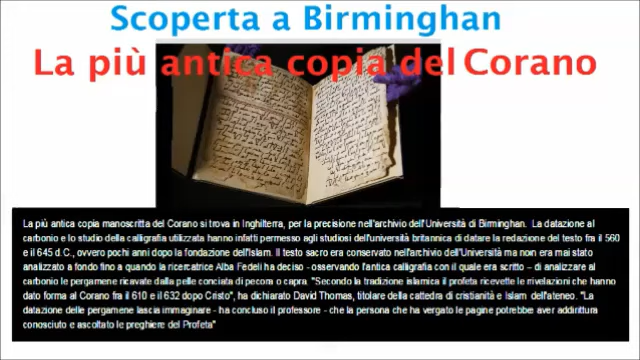 Scoperta a Birminghan
La più antica copia del Corano
La più antica copia manoscritta del Corano si trova in Inghilterra, per la precisione nell'archivio dell'Università di Birmingham. La datazione al
carbonio e lo studio della calligrafia utilizzata hanno infatti permesso agli studiosi dell'università britannica di datare la redazione del testo fra il 560
e il 645 d.C., ovvero pochi anni dopo la fondazione dell'Islam. Il testo sacro era conservato nell'archivio dell'Università ma non era mai stato
analizzato a fondo fino a quando la ricercatrice Alba Fedeli ha deciso - osservando l'antica calligrafia con il quale era scritto – di analizzare al
carbonio le pergamene ricavate dalla pelle conciata di pecora o capra. "Secondo la tradizione islamica il profeta ricevette le rivelazioni che hanno
dato forma al Corano fra il 610 e il 632 dopo Cristo", ha dichiarato David Thomas, titolare della cattedra di cristianità e Islam dell'ateneo. "La
datazione delle pergamene lascia immaginare - ha concluso il professore - che la persona che ha vergato le pagine potrebbe aver addirittura
conosciuto e ascoltato le preghiere del Profeta"